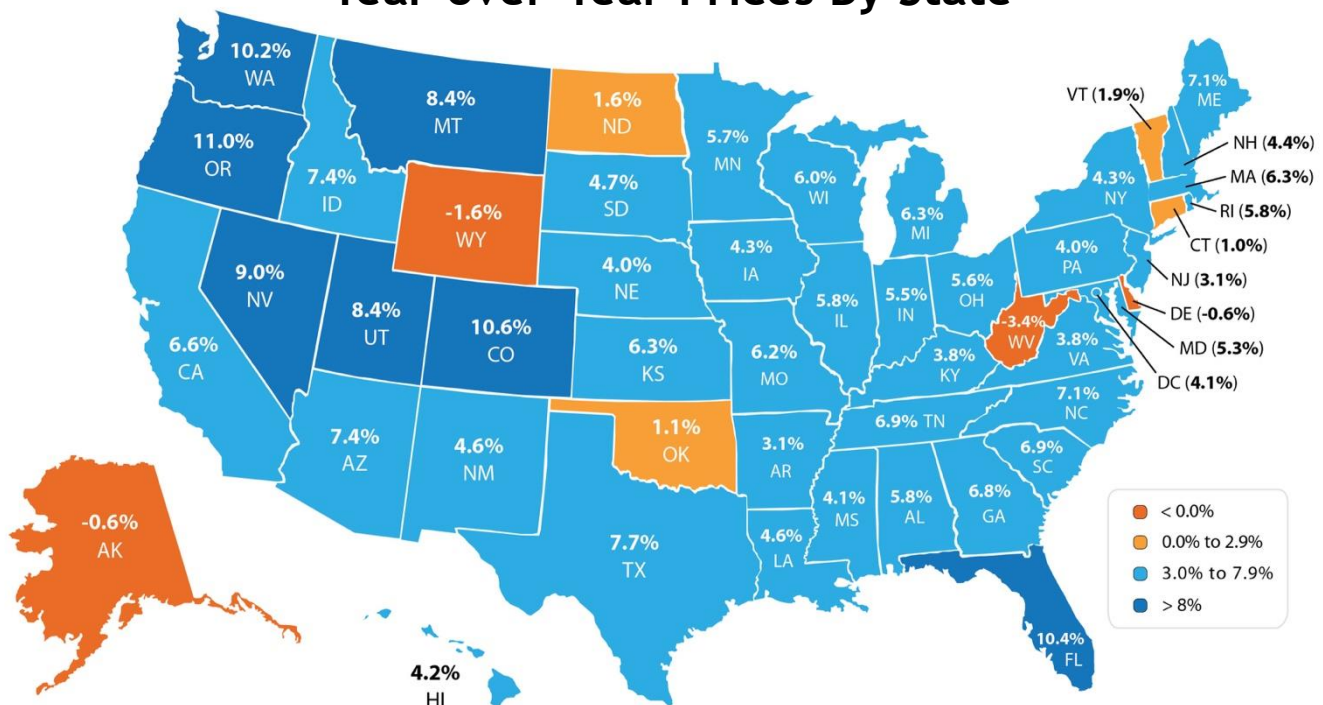 Year-over-Year Prices By State
10.2%
WA
11.0%
OR
7.4%
ID
8.4%
MT
-1.6%
WY
1.6%
ND
4.7%
SD
4.0%
NE
5.7%
MN
6.0%
WI
6.3%
MI
4.3%
IA
9.0%
NV
8.4%
UT
10.6%
CO
6.6%
CA
7.4%
AZ
4.6%
NM
6.3%
KS
6.2%
MO
5.8%
IL
5.5%
IN
5.6%
OH
3.8%
KY
-3.4%
WV
3.8%
VA
4.0%
PA
4.3%
NY
7.1%
ME
VT (1.9%)
NH (4.4%)
MA (6.3%)
RI (5.8%)
CT (1.0%)
NJ (3.1%)
DE (-0.6%)
MD (5.3%)
DC (4.1%)
7.1%
NC
6.9% TN
6.9%
SC
1.1%
OK
3.1%
AR
4.1%
MS
5.8%
AL
6.8%
GA
4.6%
LA
7.7%
TX
10.4%
FL
-0.6%
AK
4.2%
HI
< 0.0%
0.0% to 2.9%
3.0% to 7.9%
> 8%